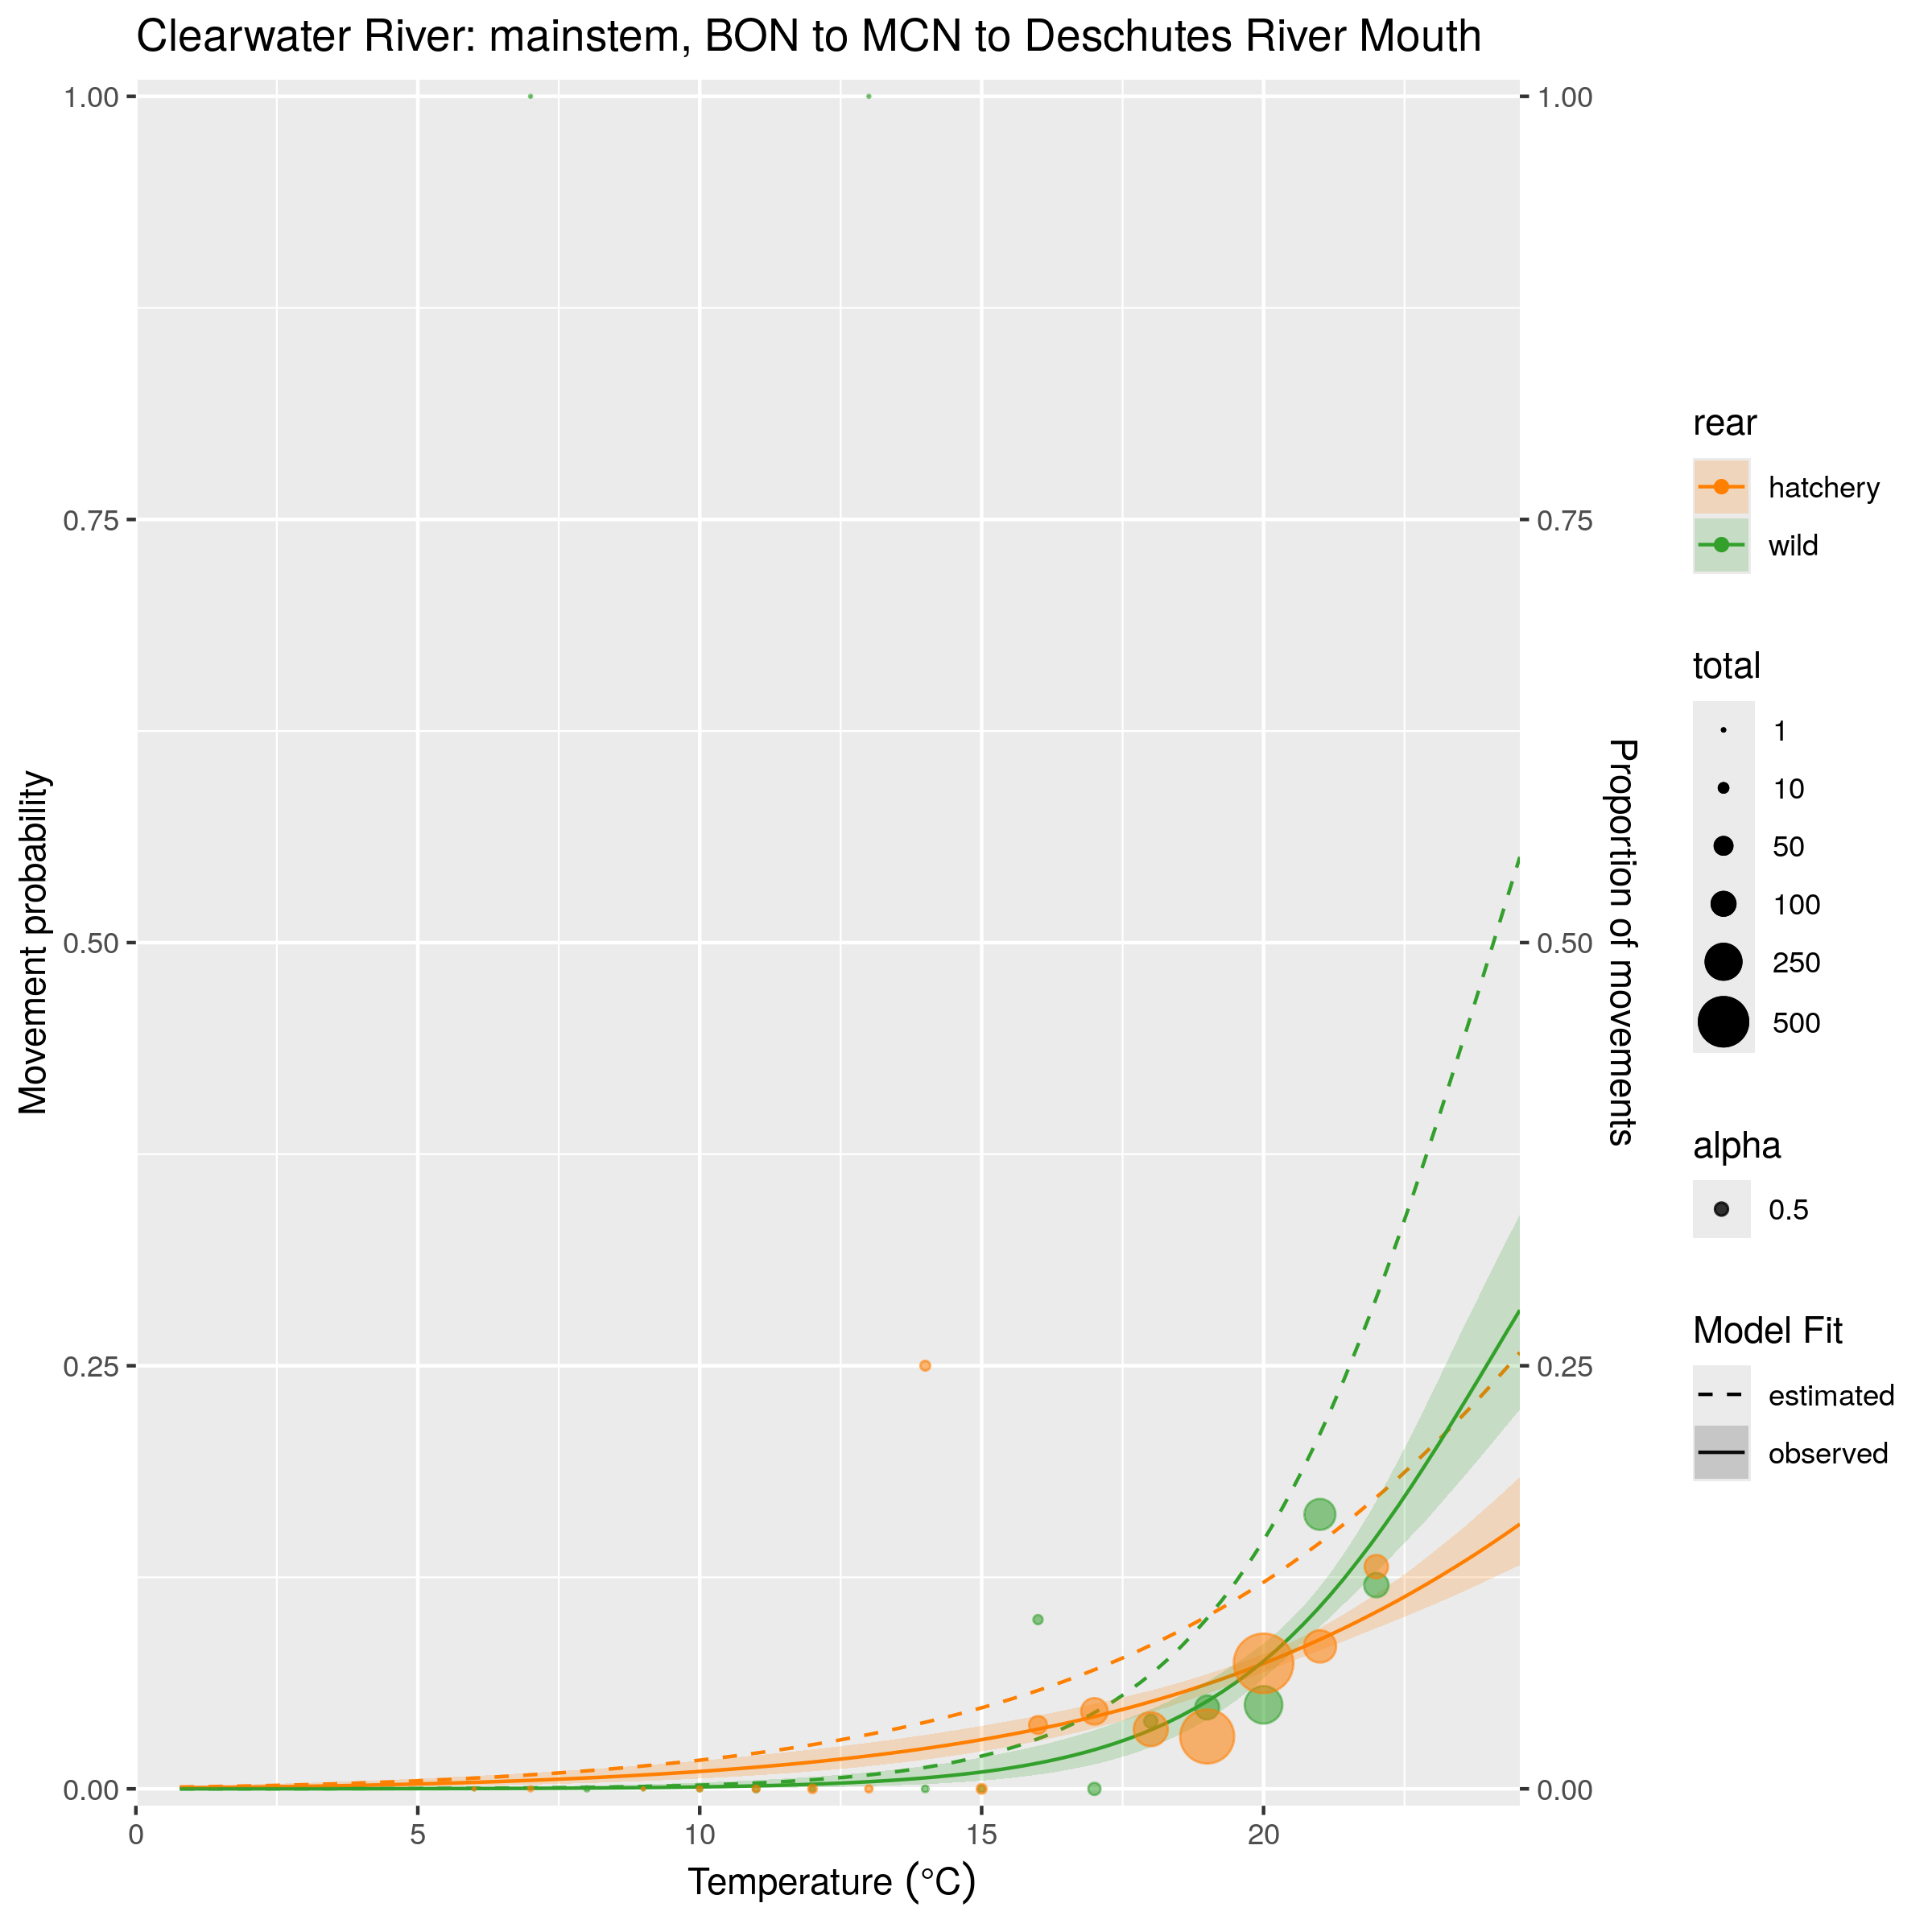 Clearwater River: mainstem, BON to MCN to Deschutes River Mouth
Movement probability
1.00
0.75
0.50
0.25
0.00
0
5
10
15
20
Temperature (°C)
1.00
0.75
0.50
0.25
0.00
Proportion of movements
rear
hatchery
wild
total
1
10
50
100
250
500
alpha
0.5
Model Fit
estimated
observed